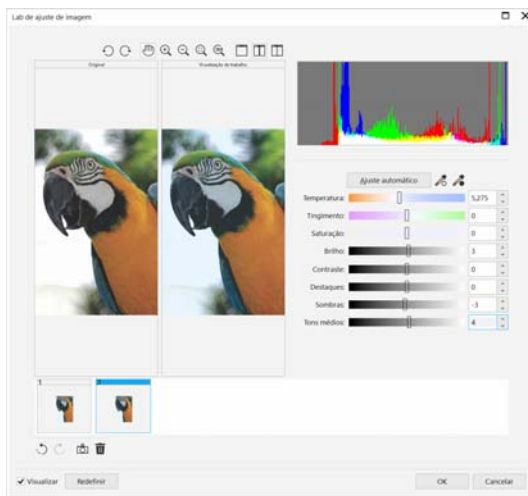 Lab de ajuste de imagem
Original
Visualização de trabalho
Ajuste automático
Temperatura: 5,275
Tingimento: 0
Saturação: 0
Brilho: 3
Contraste: 0
Destaques: 0
Sombras: -3
Tons médios: 4
1
2
Visualizar
Redefinir
OK
Cancelar